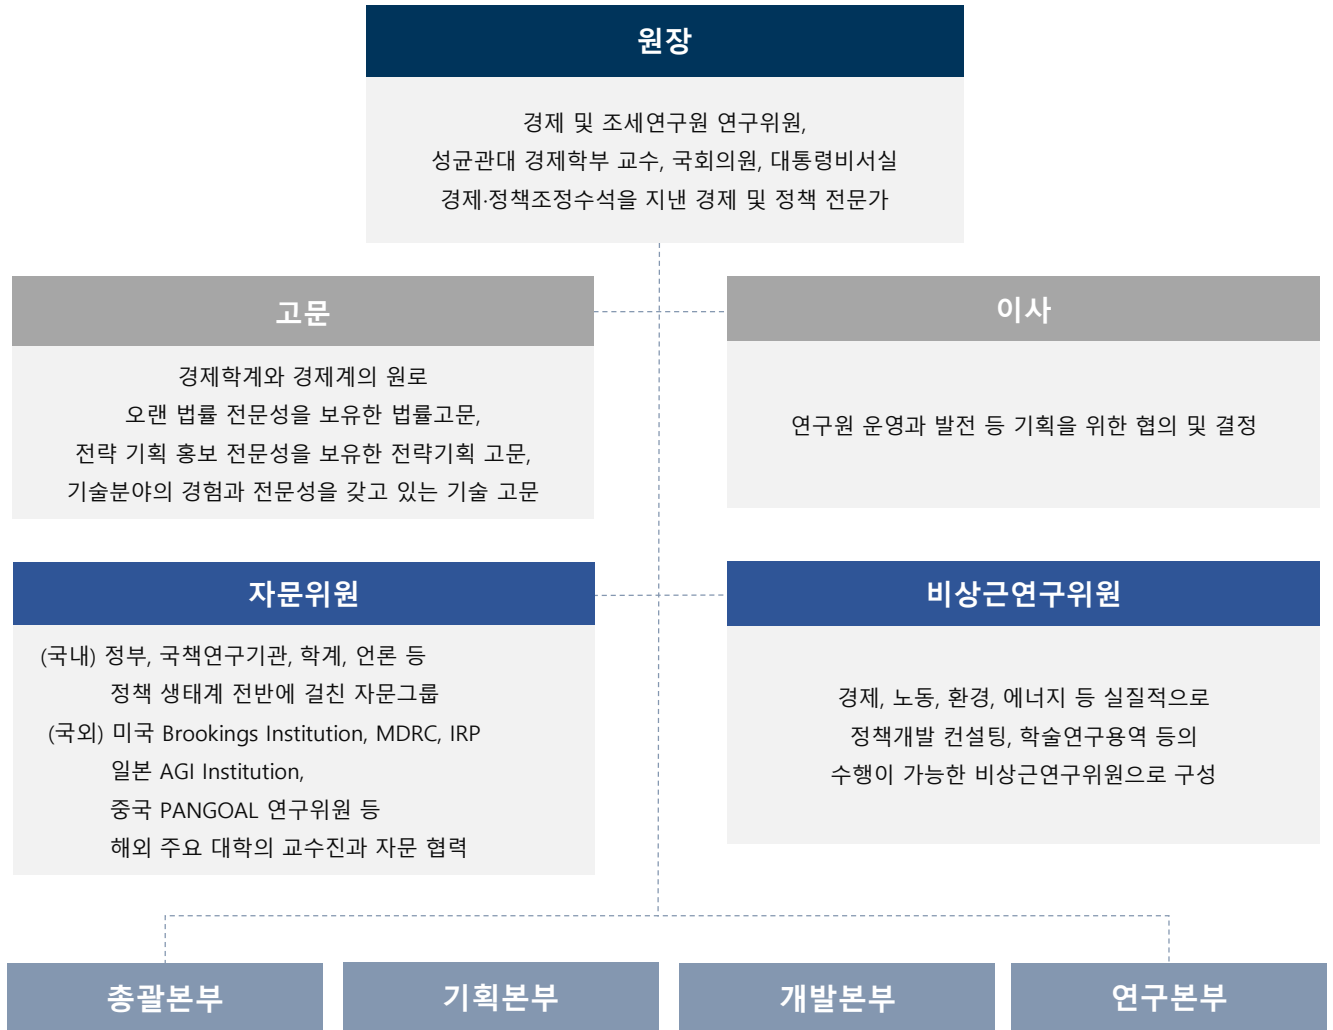 원장
경제 및 조세연구원 연구위원,
성균관대 경제학부 교수, 국회의원, 대통령비서실
경제·정책조정수석을 지낸 경제 및 정책 전문가
고문
경제학계와 경제계의 원로
오랜 법률 전문성을 보유한 법률고문,
전략 기획 홍보 전문성을 보유한 전략기획 고문,
기술분야의 경험과 전문성을 갖고 있는 기술 고문
이사
연구원 운영과 발전 등 기획을 위한 협의 및 결정
자문위원
(국내) 정부, 국책연구기관, 학계, 언론 등
정책 생태계 전반에 걸친 자문그룹
(국외) 미국 Brookings Institution, MDRC, IRP
일본 AGI Institution,
중국 PANGOAL 연구위원 등
해외 주요 대학의 교수진과 자문 협력
비상근연구위원
경제, 노동, 환경, 에너지 등 실질적으로
정책개발 컨설팅, 학술연구용역 등의
수행이 가능한 비상근연구위원으로 구성
총괄본부
기획본부
개발본부
연구본부